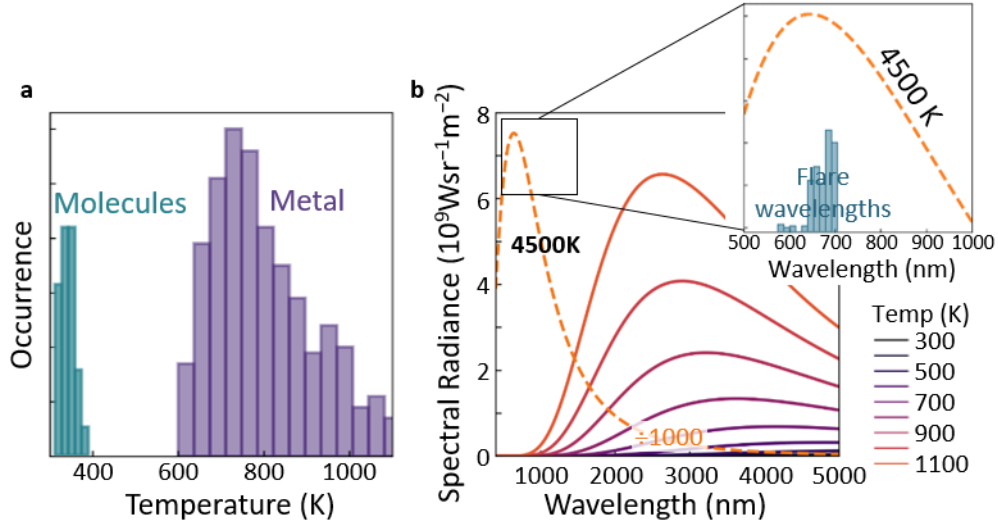 a
Molecules
Metal
Occurrence
400
600
800
1000
Temperature (K)
b
Spectral Radiance (10⁹Wsr⁻¹m⁻²)
8
6
4
2
0
4500K
÷1000
1000
2000
3000
4000
5000
Wavelength (nm)
4500 K
Flare
wavelengths
500
600
700
800
900
1000
Wavelength (nm)
Temp (K)
300
500
700
900
1100